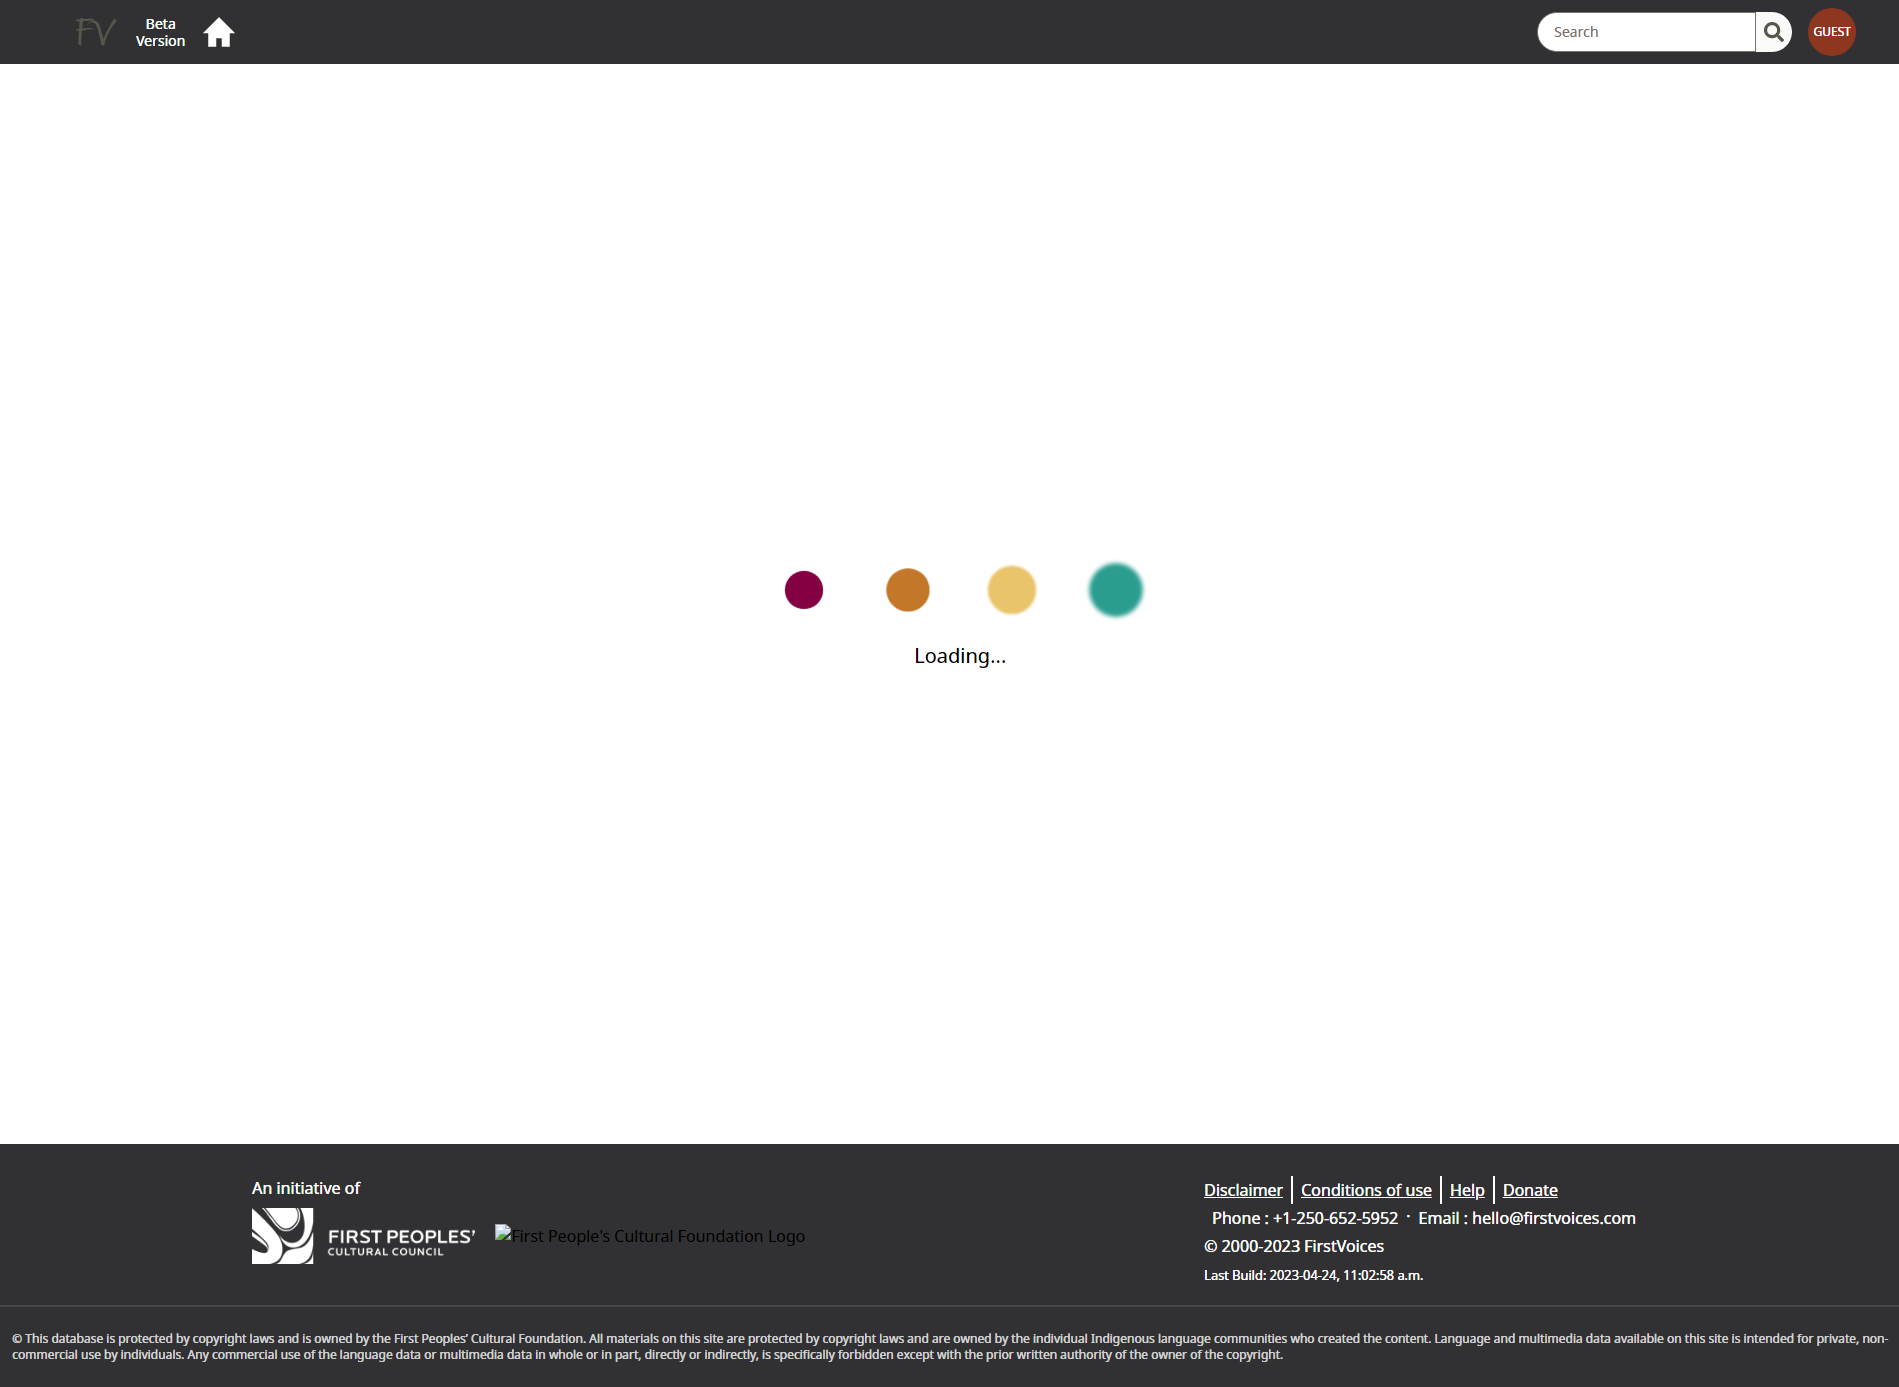 FV
Beta
Version
Search
GUEST
Loading...
An initiative of
FIRST PEOPLES’
CULTURAL COUNCIL
First People's Cultural Foundation Logo
Disclaimer
Conditions of use
Help
Donate
Phone : +1-250-652-5952 · Email : hello@firstvoices.com
© 2000-2023 FirstVoices
Last Build: 2023-04-24, 11:02:58 a.m.
© This database is protected by copyright laws and is owned by the First Peoples’ Cultural Foundation. All materials on this site are protected by copyright laws and are owned by the individual Indigenous language communities who created the content. Language and multimedia data available on this site is intended for private, non-
commercial use by individuals. Any commercial use of the language data or multimedia data in whole or in part, directly or indirectly, is specifically forbidden except with the prior written authority of the owner of the copyright.